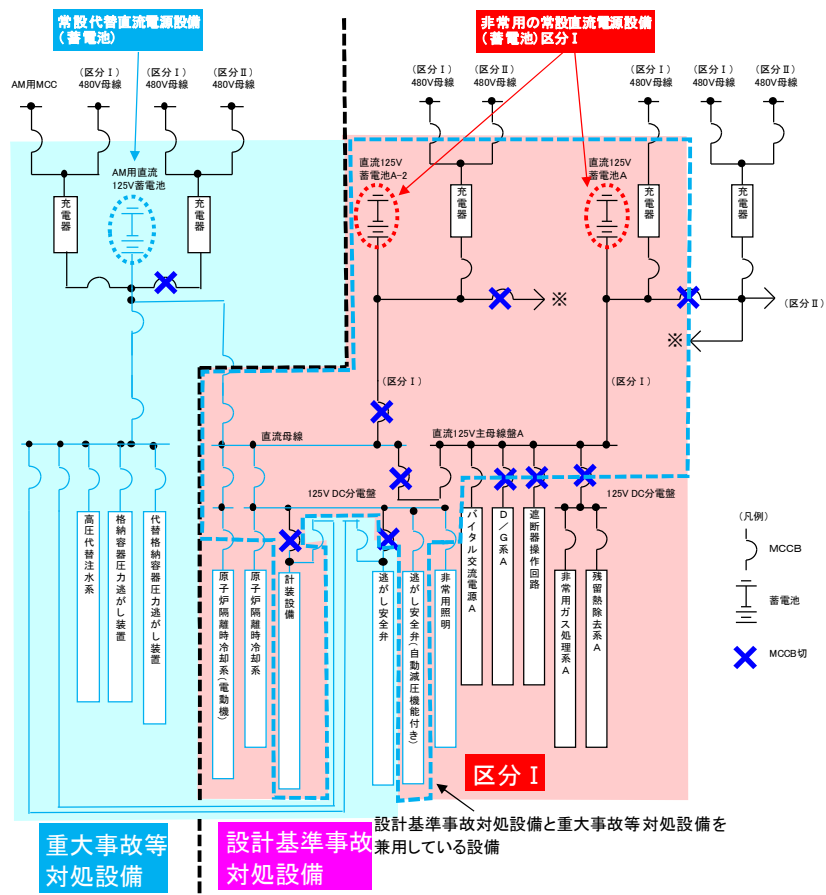 常設代替直流電源設備
(蓄電池)
非常用の常設直流電源設備
(蓄電池)区分Ⅰ
AM用MCC
(区分Ⅰ)
480V母線
(区分Ⅰ)
480V母線
(区分Ⅱ)
480V母線
(区分Ⅰ)
480V母線
(区分Ⅱ)
480V母線
(区分Ⅰ)
480V母線
(区分Ⅰ)
480V母線
(区分Ⅱ)
480V母線
AM用直流
125V蓄電池
直流125V
蓄電池A-2
直流125V
蓄電池A
充電器
充電器
充電器
充電器
充電器
※
(区分Ⅱ)
※
(区分Ⅰ)
(区分Ⅰ)
直流母線
直流125V主母線盤A
125V DC分電盤
125V DC分電盤
高圧代替注水系
格納容器圧力逃がし装置
代替格納容器圧力逃がし装置
原子炉隔離時冷却系(電動機)
原子炉隔離時冷却系
計装設備
逃がし安全弁
逃がし安全弁(自動減圧機能付き)
非常用照明
バイタル交流電源A
D/G系A
遮断器操作回路
非常用ガス処理系A
残留熱除去系A
(凡例)
MCCB
蓄電池
MCCB切
区分Ⅰ
設計基準事故対処設備と重大事故等対処設備を
兼用している設備
重大事故等
対処設備
設計基準事故
対処設備